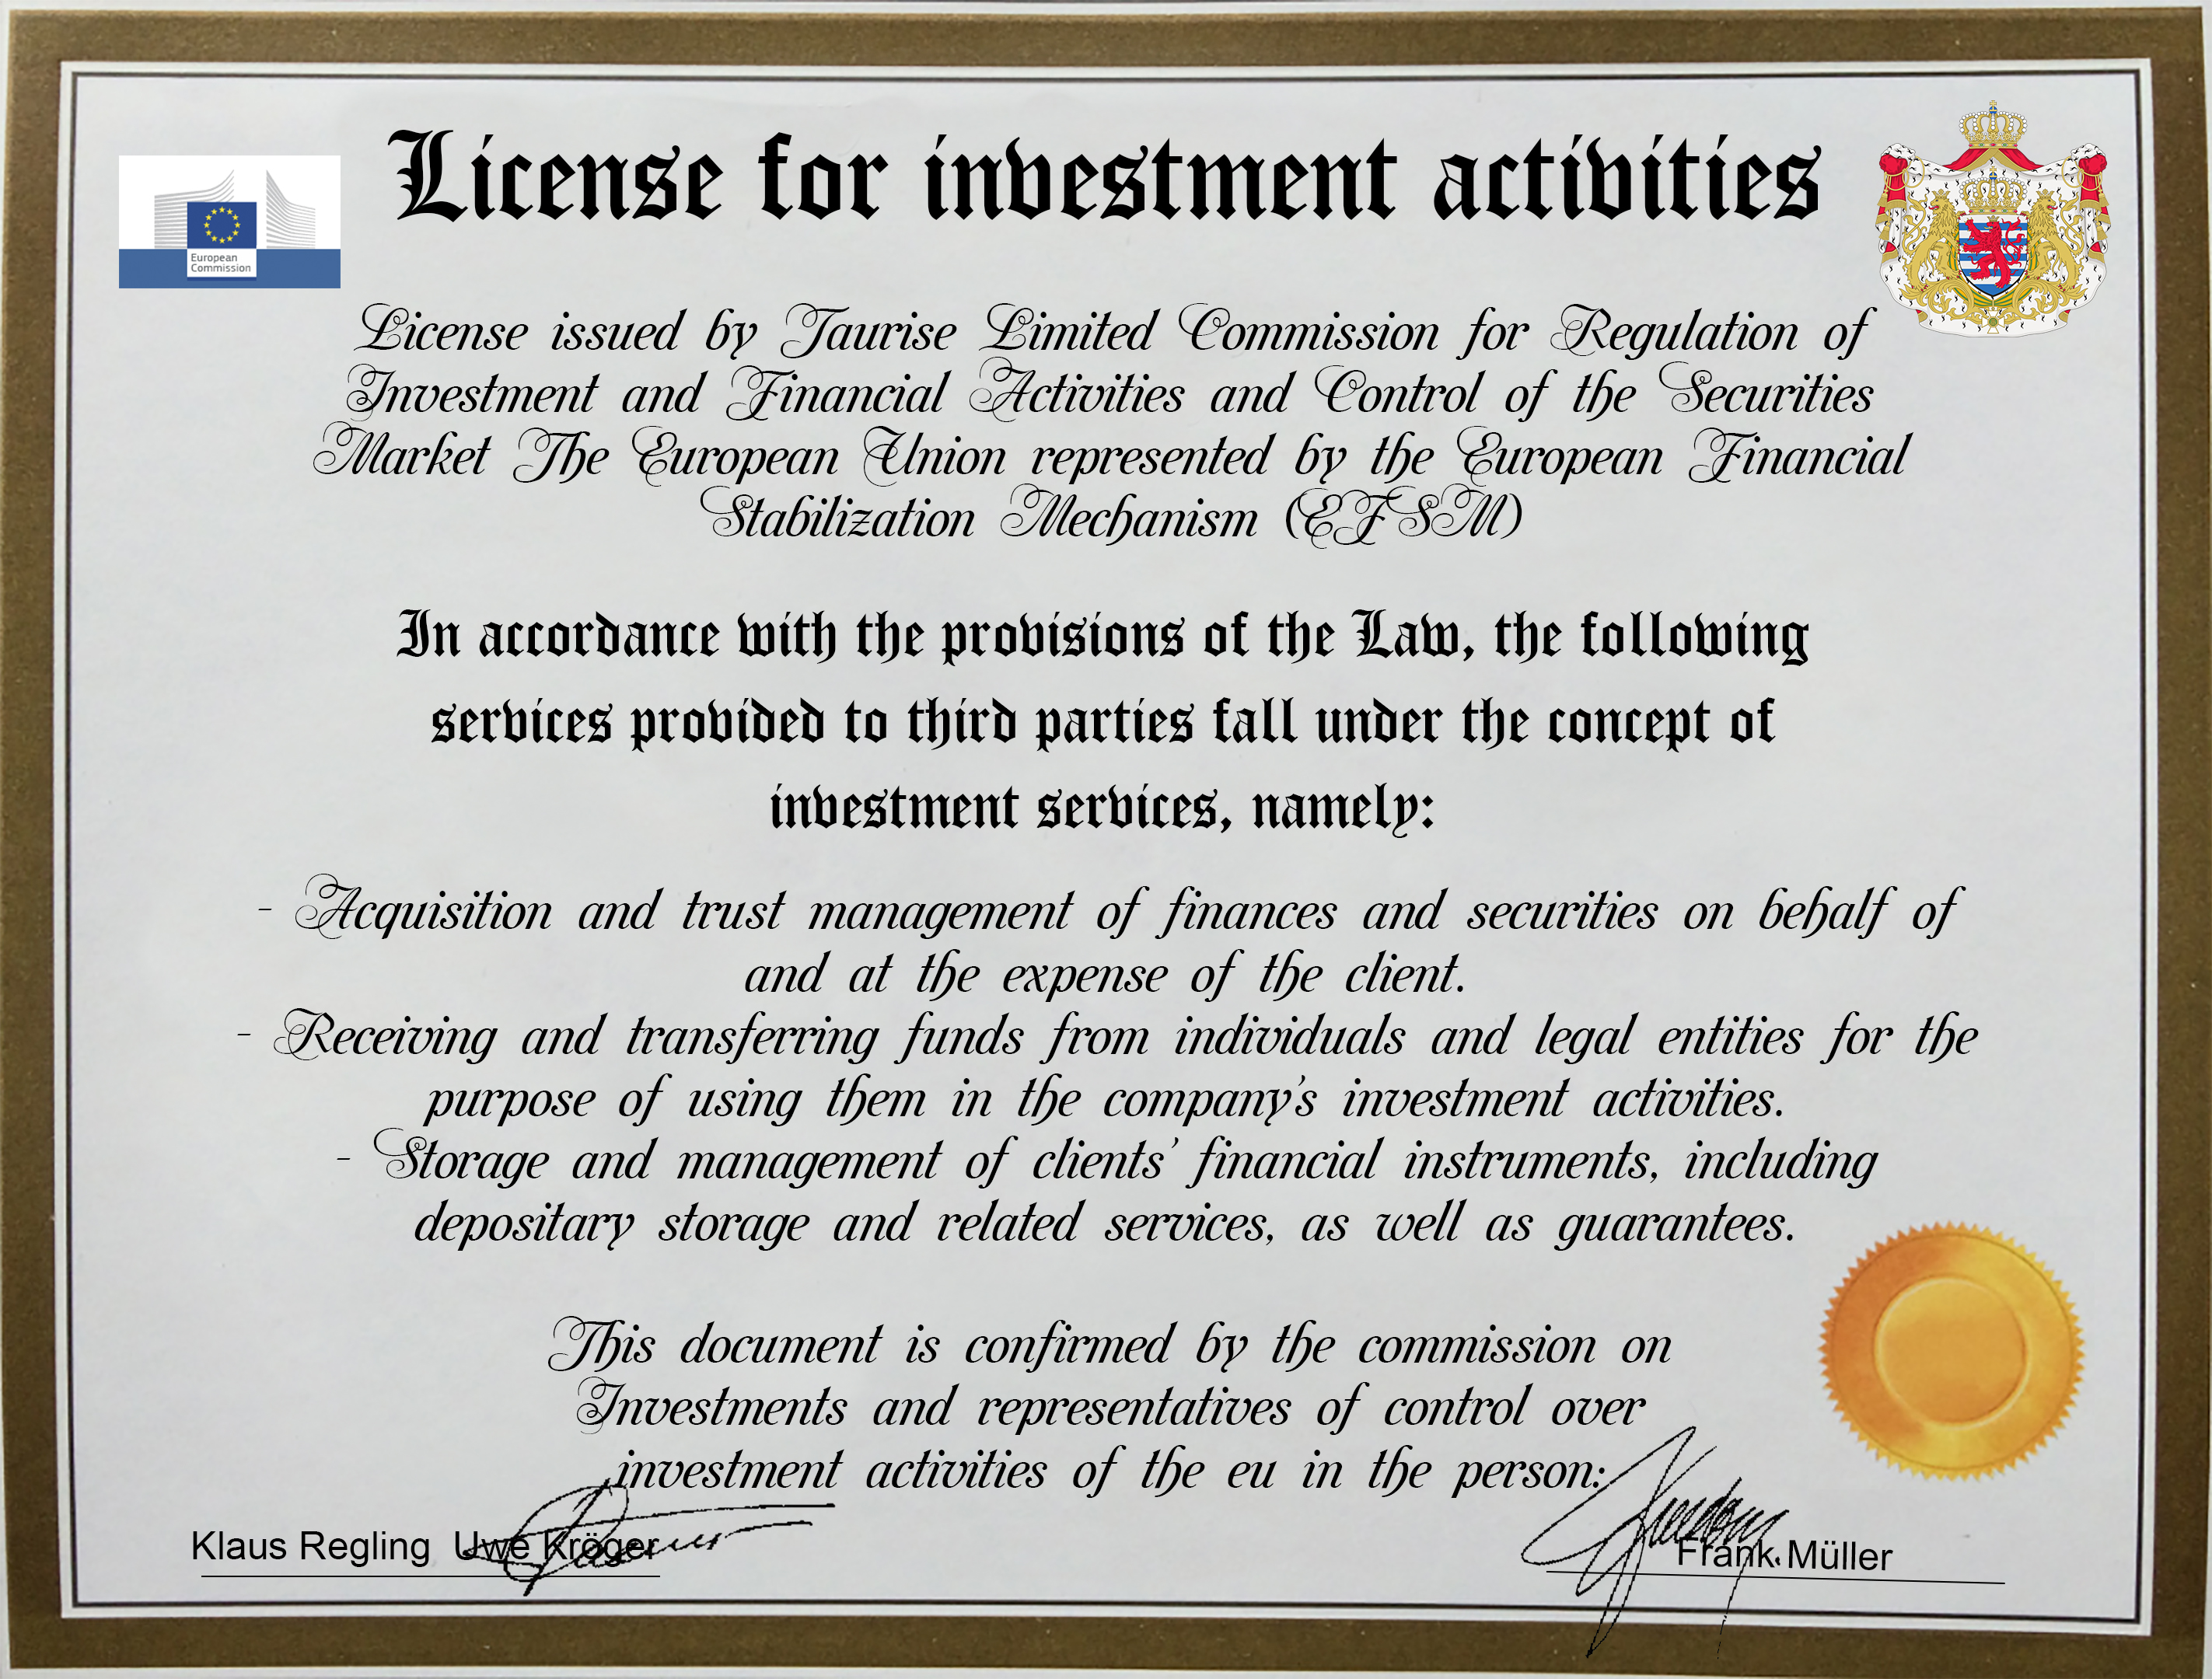 License for investment activities
European
Commission
License issued by Taurise Limited Commission for Regulation of
Investment and Financial Activities and Control of the Securities
Market The European Union represented by the European Financial
Stabilization Mechanism (EFSM)
In accordance with the provisions of the Law, the following
services provided to third parties fall under the concept of
investment services, namely:
- Acquisition and trust management of finances and securities on behalf of
and at the expense of the client.
- Receiving and transferring funds from individuals and legal entities for the
purpose of using them in the company's investment activities.
- Storage and management of clients' financial instruments, including
depositary storage and related services, as well as guarantees.
This document is confirmed by the commission on
Investments and representatives of control over
investment activities of the eu in the person:
Klaus Regling Uwe Kröger
Frank Müller